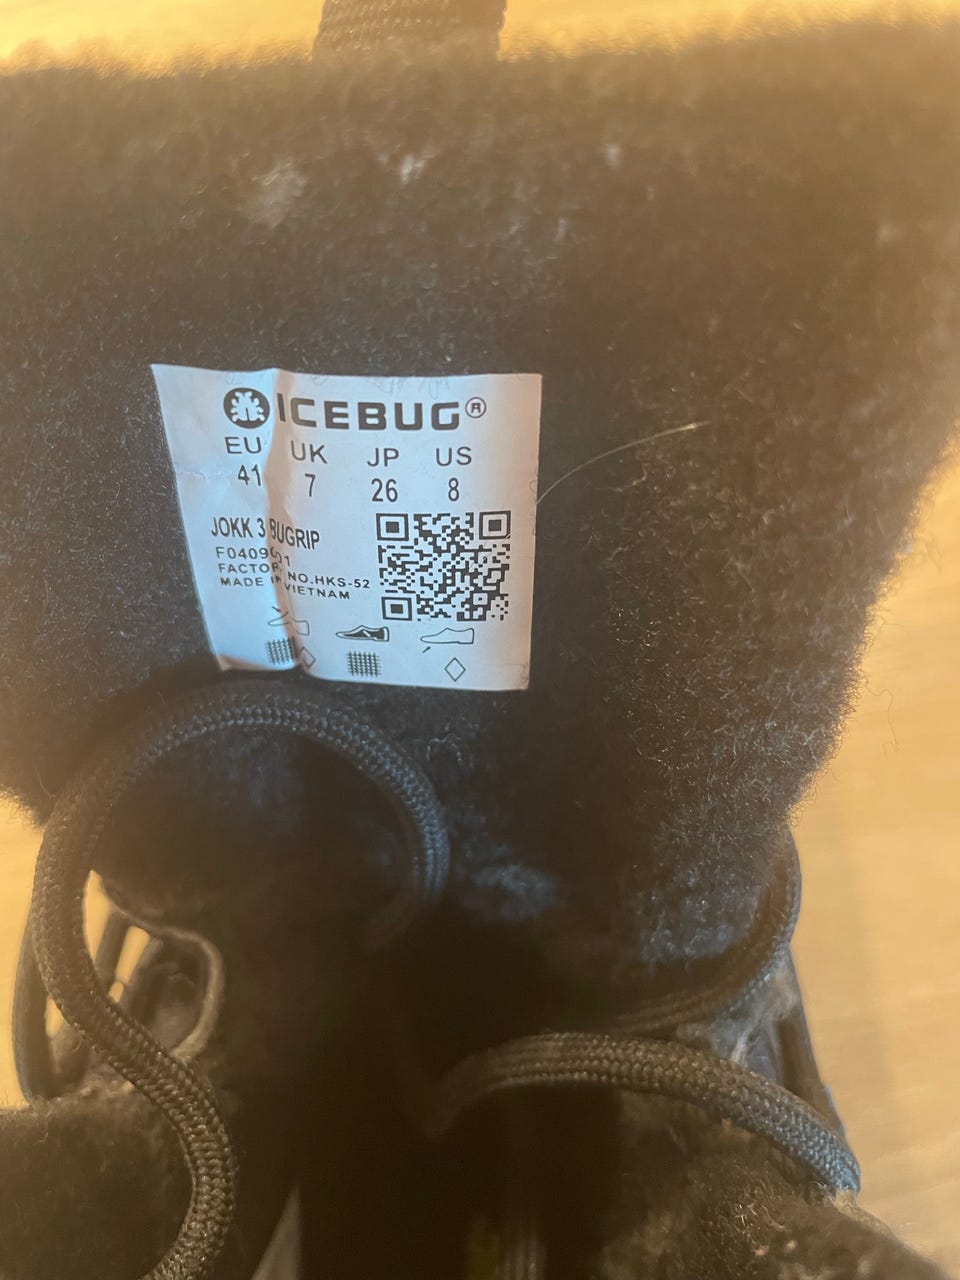 ICEBUG®
EU UK JP US
41 7 26 8
JOKK 3 BUGRIP
FACTORY NO.HKS-52
MADE IN VIETNAM